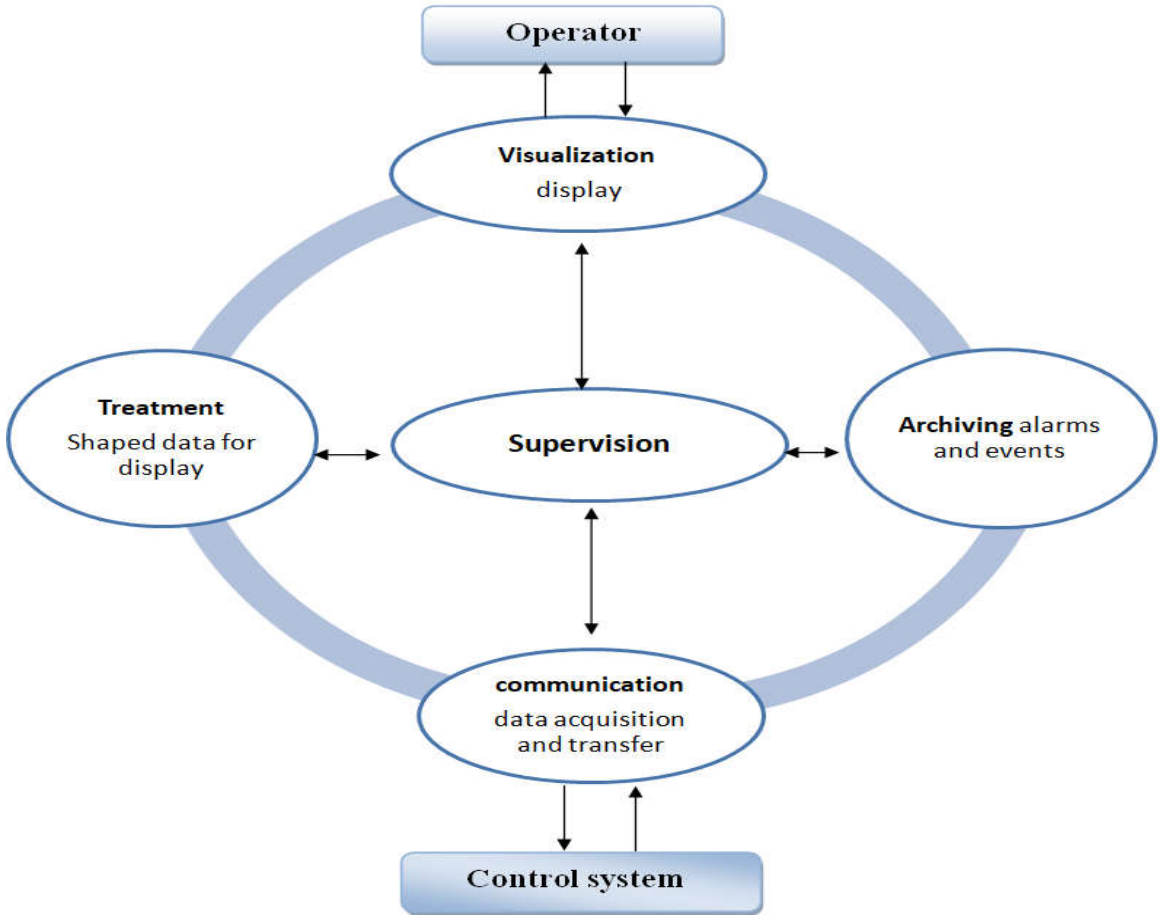 Operator
Visualization
display
Treatment
Shaped data for
display
Supervision
Archiving alarms
and events
communication
data acquisition
and transfer
Control system